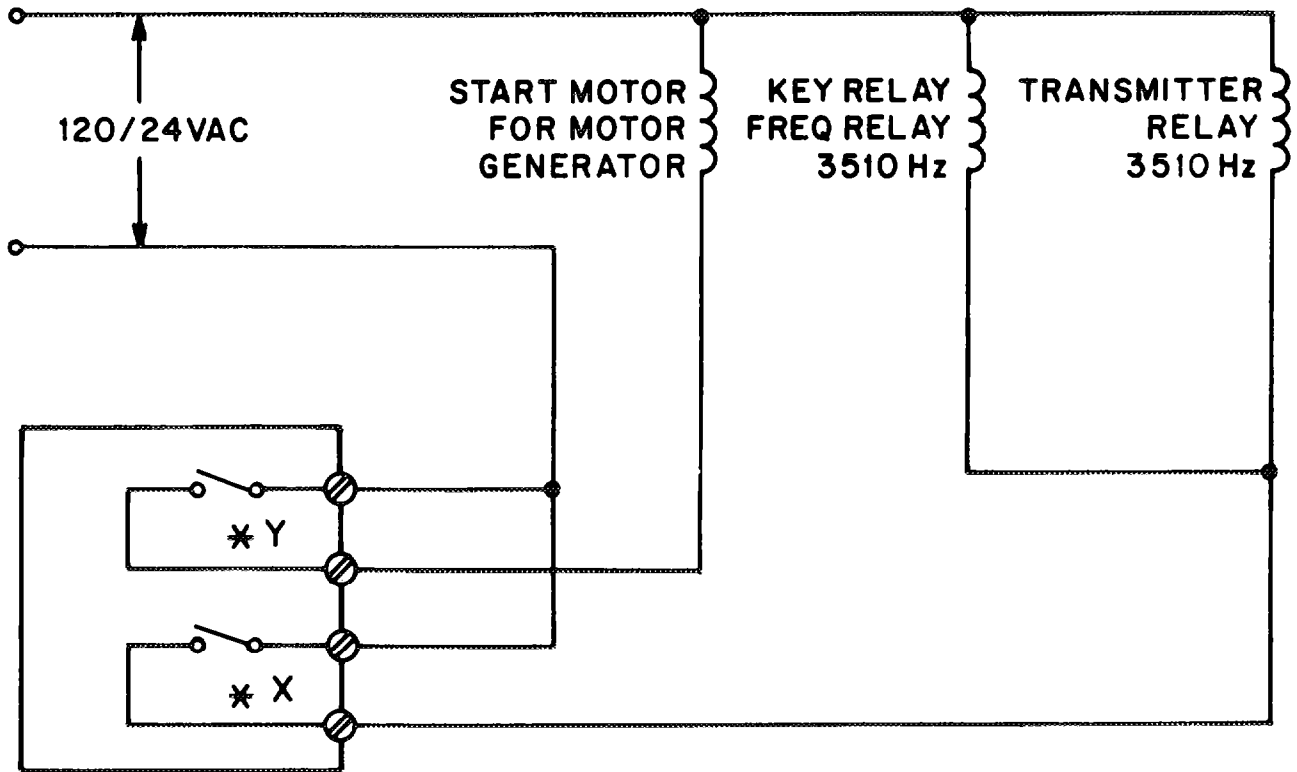 120/24VAC
START MOTOR
FOR MOTOR
GENERATOR
KEY RELAY
FREQ RELAY
3510 Hz
TRANSMITTER
RELAY
3510 Hz
* Y
* X